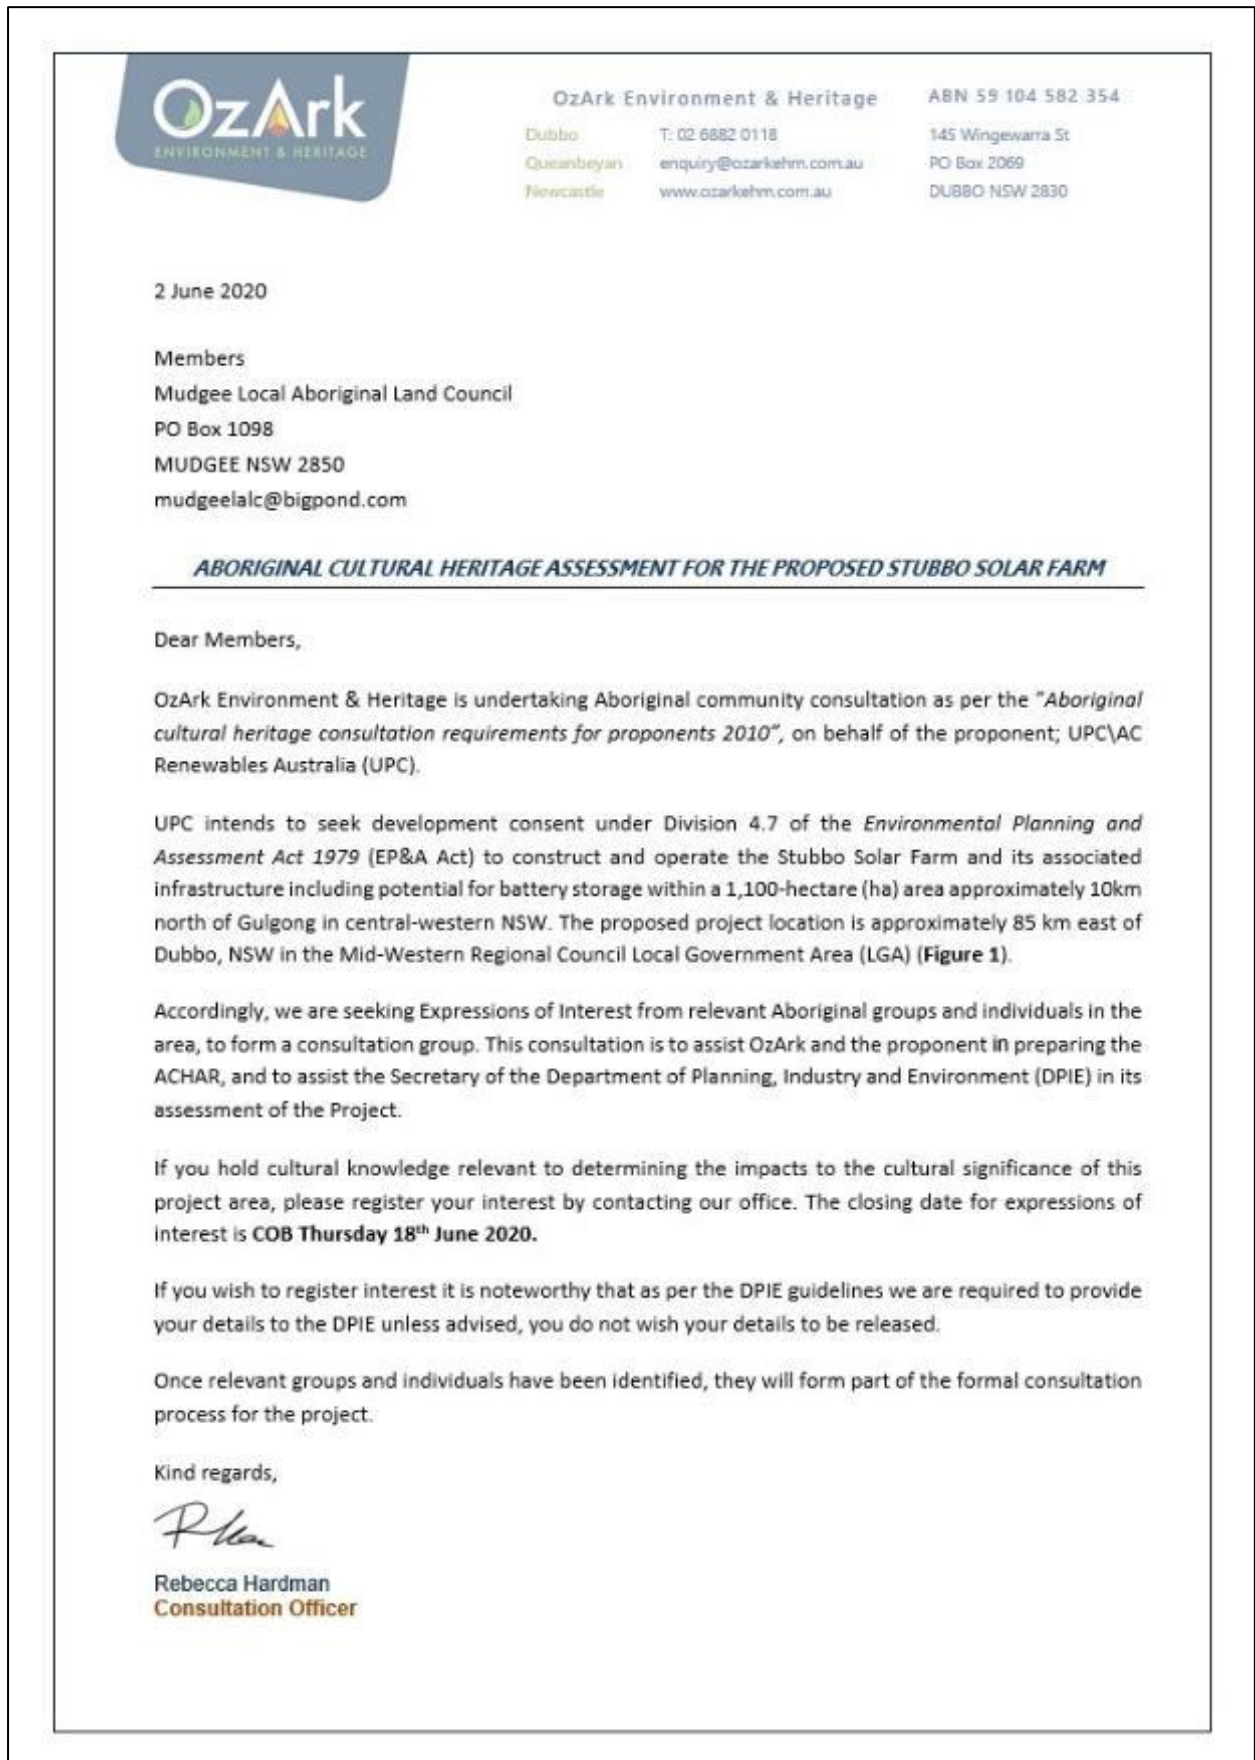 OzArk
ENVIRONMENT & HERITAGE
OzArk Environment & Heritage
ABN 59 104 582 354
Dubbo T: 02 6882 0118 145 Wingewarra St
Queanbeyan enquiry@ozarkehm.com.au PO Box 2069
Newcastle www.ozarkehm.com.au DUBBO NSW 2830
2 June 2020
Members
Mudgee Local Aboriginal Land Council
PO Box 1098
MUDGEE NSW 2850
mudgeelalc@bigpond.com
ABORIGINAL CULTURAL HERITAGE ASSESSMENT FOR THE PROPOSED STUBBO SOLAR FARM
Dear Members,
OzArk Environment & Heritage is undertaking Aboriginal community consultation as per the "Aboriginal
cultural heritage consultation requirements for proponents 2010", on behalf of the proponent; UPC\AC
Renewables Australia (UPC).
UPC intends to seek development consent under Division 4.7 of the Environmental Planning and
Assessment Act 1979 (EP&A Act) to construct and operate the Stubbo Solar Farm and its associated
infrastructure including potential for battery storage within a 1,100-hectare (ha) area approximately 10km
north of Gulgong in central-western NSW. The proposed project location is approximately 85 km east of
Dubbo, NSW in the Mid-Western Regional Council Local Government Area (LGA) (Figure 1).
Accordingly, we are seeking Expressions of Interest from relevant Aboriginal groups and individuals in the
area, to form a consultation group. This consultation is to assist OzArk and the proponent in preparing the
ACHAR, and to assist the Secretary of the Department of Planning, Industry and Environment (DPIE) in its
assessment of the Project.
If you hold cultural knowledge relevant to determining the impacts to the cultural significance of this
project area, please register your interest by contacting our office. The closing date for expressions of
interest is COB Thursday 18th June 2020.
If you wish to register interest it is noteworthy that as per the DPIE guidelines we are required to provide
your details to the DPIE unless advised, you do not wish your details to be released.
Once relevant groups and individuals have been identified, they will form part of the formal consultation
process for the project.
Kind regards,
Rebecca Hardman
Consultation Officer